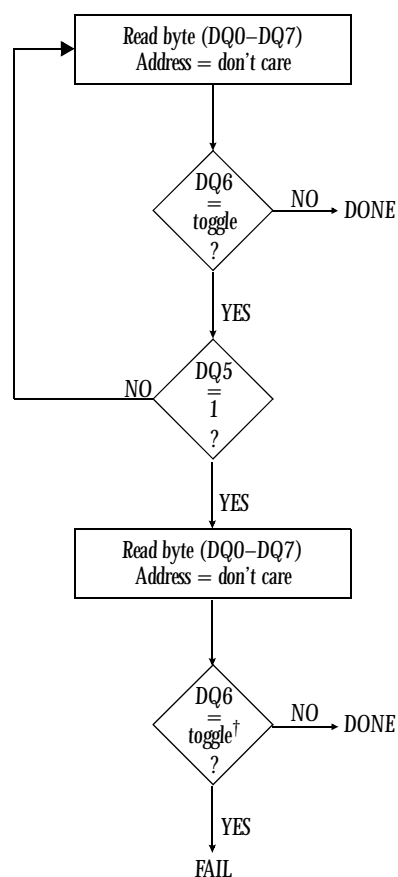 Read byte (DQ0–DQ7)
Address = don't care
DQ6
=
toggle
?
NO
DONE
YES
DQ5
=
1
?
NO
YES
Read byte (DQ0–DQ7)
Address = don't care
DQ6
=
toggle†
?
NO
DONE
YES
FAIL